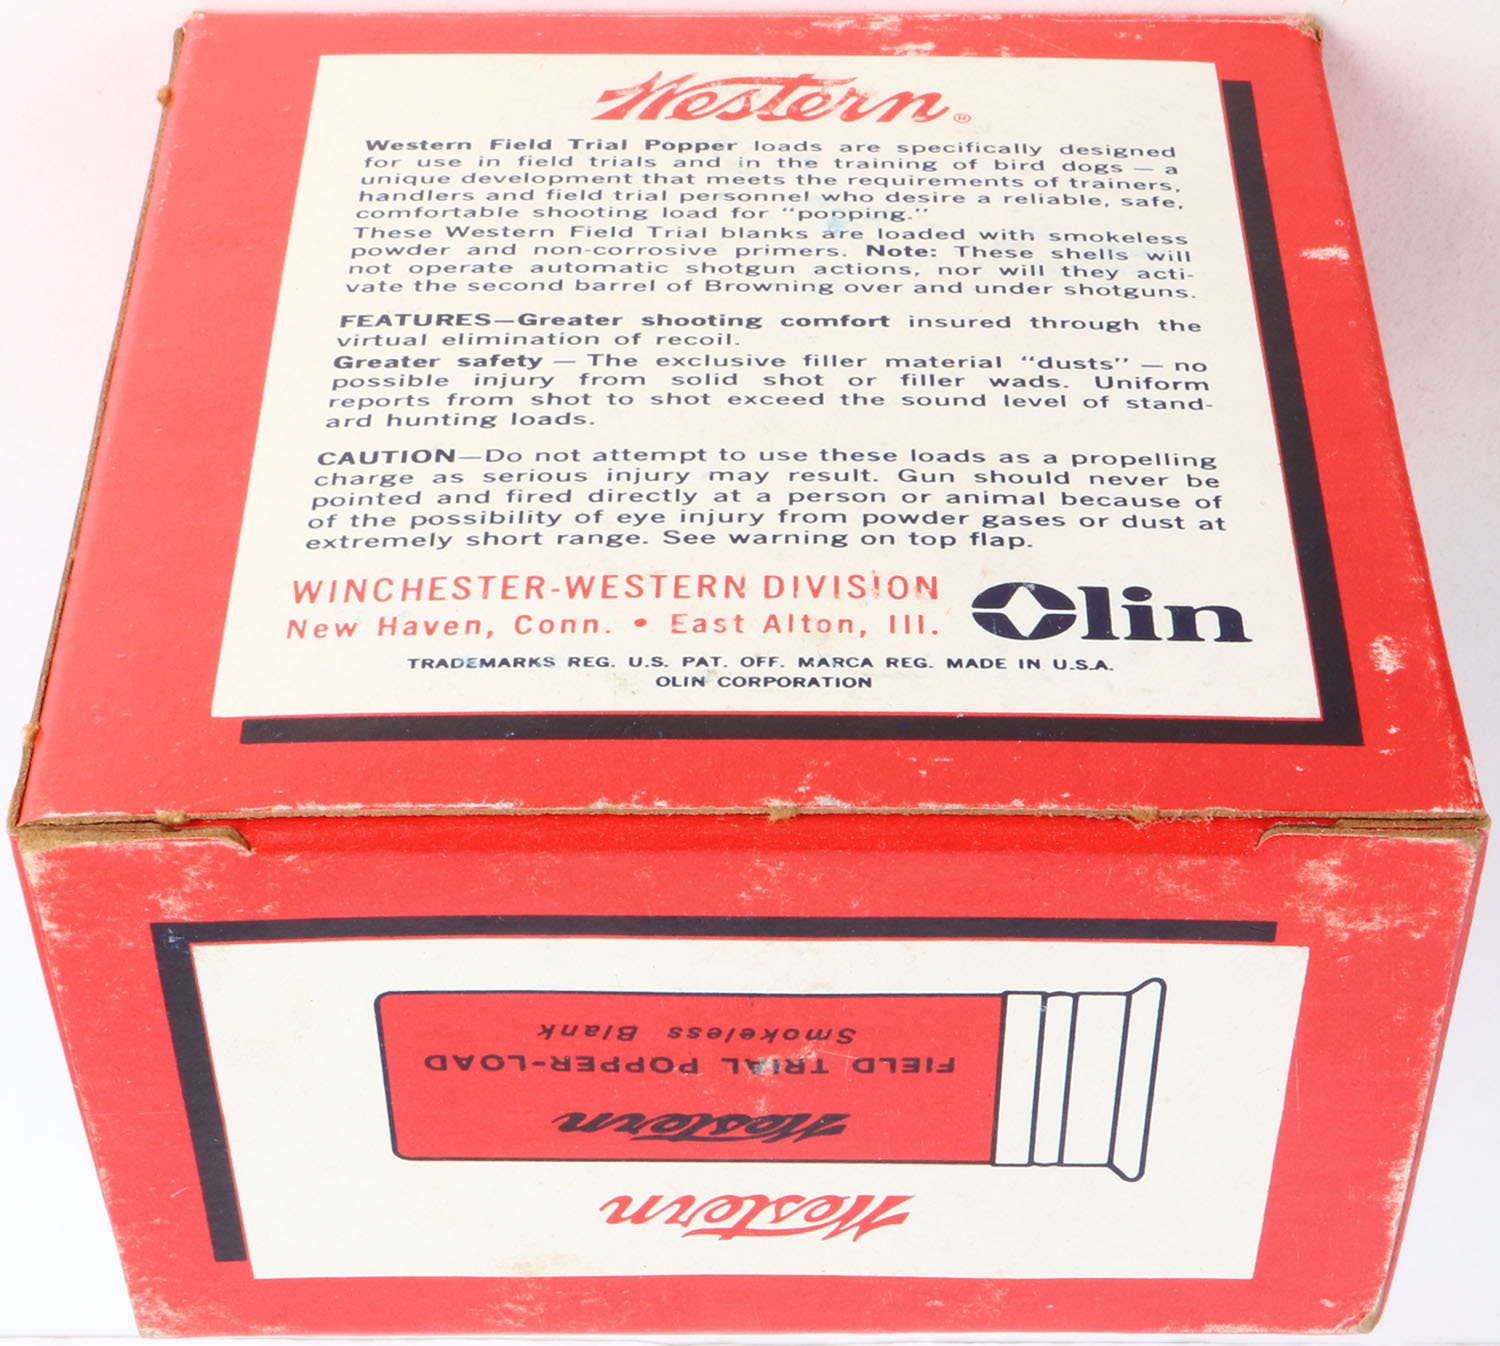 Western®
Western Field Trial Popper loads are specifically designed
for use in field trials and in the training of bird dogs — a
unique development that meets the requirements of trainers,
handlers and field trial personnel who desire a reliable, safe,
comfortable shooting load for "popping."
These Western Field Trial blanks are loaded with smokeless
powder and non-corrosive primers. Note: These shells will
not operate automatic shotgun actions, nor will they acti-
vate the second barrel of Browning over and under shotguns.
FEATURES—Greater shooting comfort insured through the
virtual elimination of recoil.
Greater safety — The exclusive filler material "dusts" — no
possible injury from solid shot or filler wads. Uniform
reports from shot to shot exceed the sound level of stand-
ard hunting loads.
CAUTION—Do not attempt to use these loads as a propelling
charge as serious injury may result. Gun should never be
pointed and fired directly at a person or animal because of
of the possibility of eye injury from powder gases or dust at
extremely short range. See warning on top flap.
WINCHESTER-WESTERN DIVISION
New Haven, Conn. • East Alton, Ill.
Olin
TRADEMARKS REG. U.S. PAT. OFF. MARCA REG. MADE IN U.S.A.
OLIN CORPORATION
Western
Western
FIELD TRIAL POPPER-LOAD
Smokeless Blank